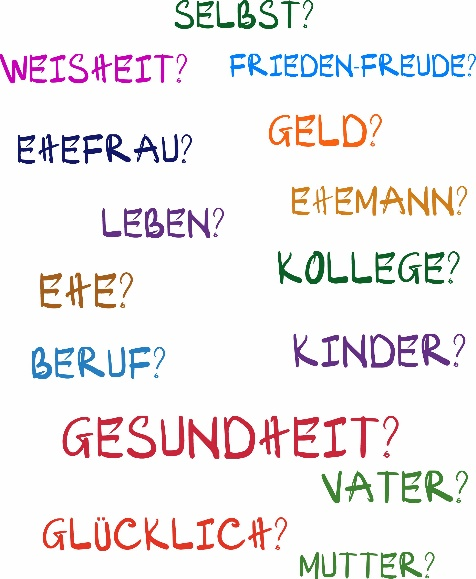 SELBST?
WEISHEIT?
FRIEDEN-FREUDE?
GELD?
EHEFRAU?
EHEMANN?
LEBEN?
KOLLEGE?
EHE?
KINDER?
BERUF?
GESUNDHEIT?
VATER?
GLÜCKLICH?
MUTTER?